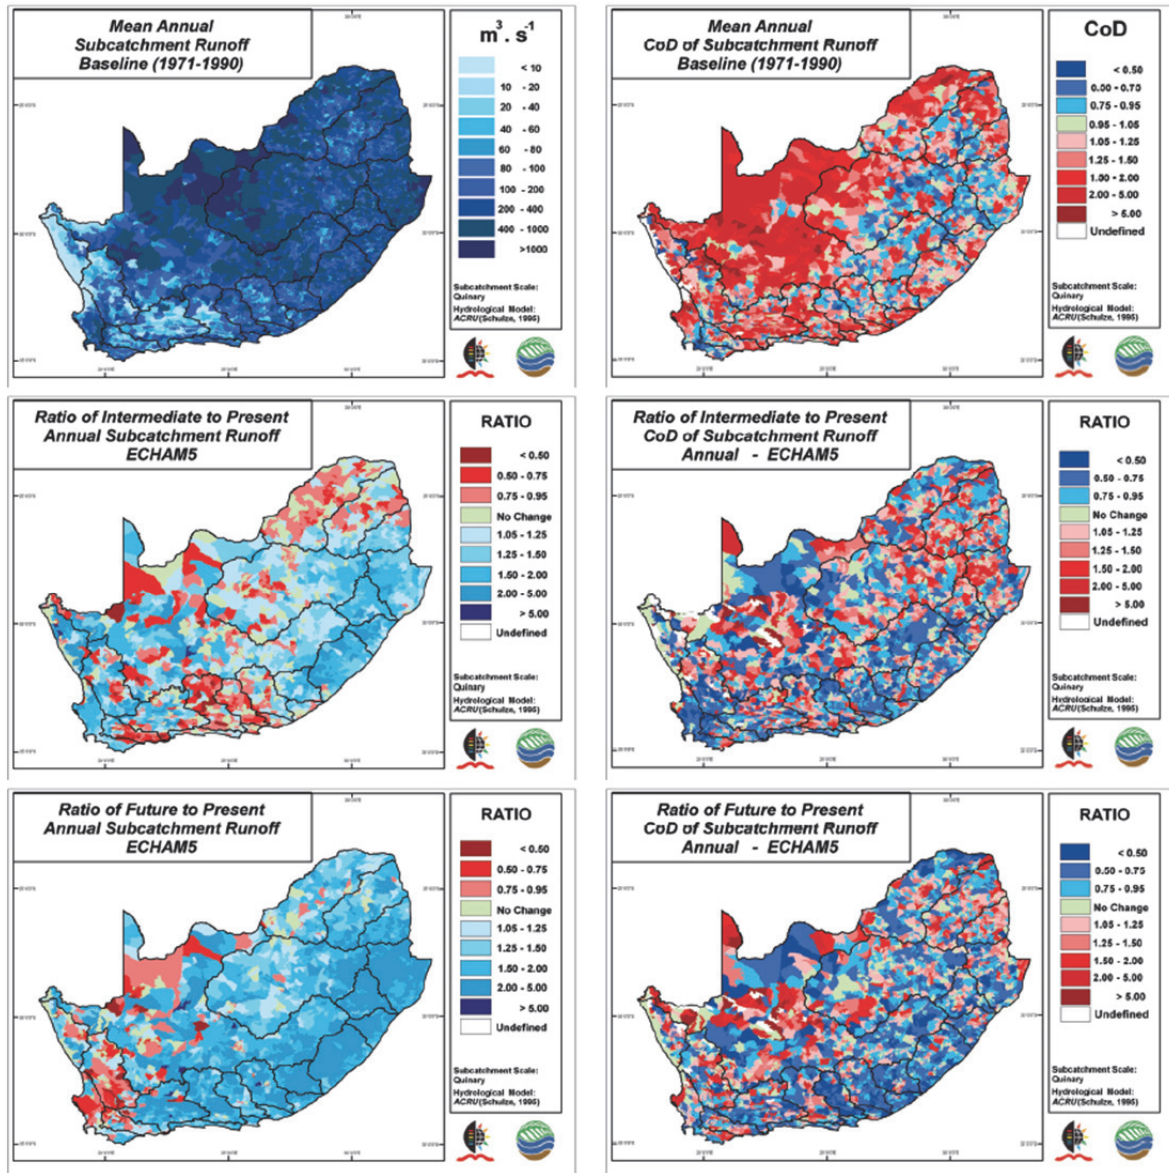 Mean Annual
Subcatchment Runoff
Baseline (1971-1990)
m³ . s⁻¹
< 10
10 - 20
20 - 40
40 - 60
60 - 80
80 - 100
100 - 200
200 - 400
400 - 1000
>1000
Subcatchment Scale:
Quinary
Hydrological Model:
ACRU(Schulze, 1995)
Mean Annual
CoD of Subcatchment Runoff
Baseline (1971-1990)
CoD
< 0.50
0.75 - 0.95
0.95 - 1.05
1.05 - 1.25
1.25 - 1.50
1.00 - 2.00
2.00 - 5.00
> 5.00
Undefined
Subcatchment Scale:
Quinary
Hydrological Model:
ACRU(Schulze, 1995)
Ratio of Intermediate to Present
Annual Subcatchment Runoff
ECHAM5
RATIO
< 0.50
0.50 - 0.75
0.75 - 0.95
No Change
1.05 - 1.25
1.25 - 1.50
1.50 - 2.00
2.00 - 5.00
> 5.00
Undefined
Subcatchment Scale:
Quinary
Hydrological Model:
ACRU(Schulze, 1995)
Ratio of Intermediate to Present
CoD of Subcatchment Runoff
Annual - ECHAM5
RATIO
< 0.50
0.50 - 0.75
0.75 - 0.95
No Change
1.05 - 1.25
1.25 - 1.50
1.50 - 2.00
2.00 - 5.00
> 5.00
Undefined
Subcatchment Scale:
Quinary
Hydrological Model:
ACRU(Schulze, 1995)
Ratio of Future to Present
Annual Subcatchment Runoff
ECHAM5
RATIO
< 0.50
0.50 - 0.75
0.75 - 0.95
No Change
1.05 - 1.25
1.25 - 1.50
1.50 - 2.00
2.00 - 5.00
> 5.00
Undefined
Subcatchment Scale:
Quinary
Hydrological Model:
ACRU(Schulze, 1995)
Ratio of Future to Present
CoD of Subcatchment Runoff
Annual - ECHAM5
RATIO
< 0.50
0.50 - 0.75
0.75 - 0.95
No Change
1.05 - 1.25
1.25 - 1.50
1.50 - 2.00
2.00 - 5.00
> 5.00
Undefined
Subcatchment Scale:
Quinary
Hydrological Model:
ACRU(Schulze, 1995)